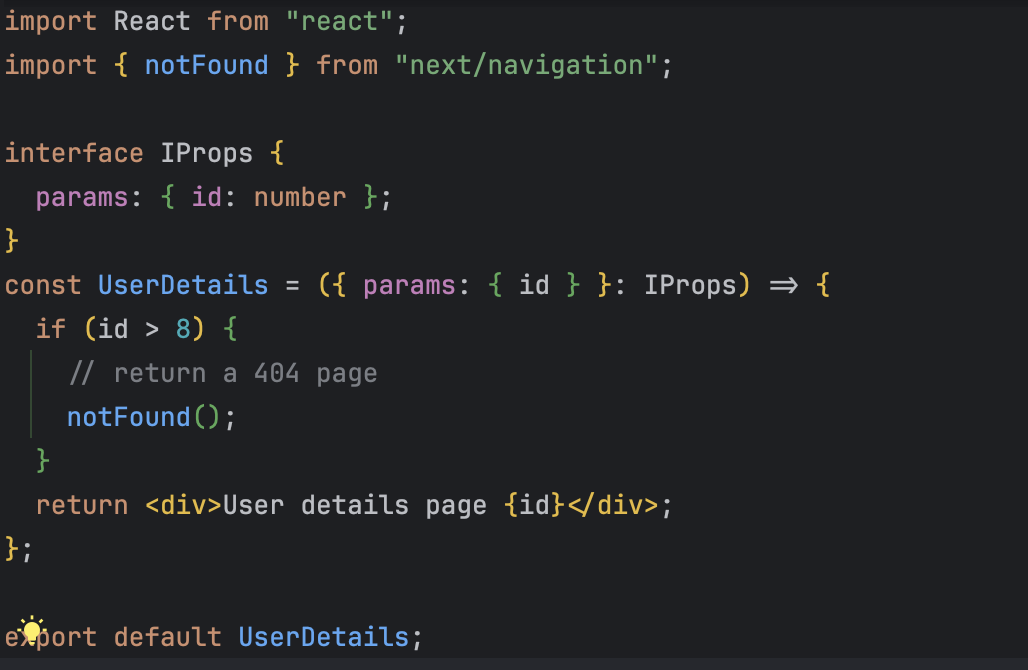 import React from "react";
import { notFound } from "next/navigation";
interface IProps {
params: { id: number };
}
const UserDetails = ({ params: { id } }: IProps) => {
if (id > 8) {
// return a 404 page
notFound();
}
return <div>User details page {id}</div>;
};
export default UserDetails;